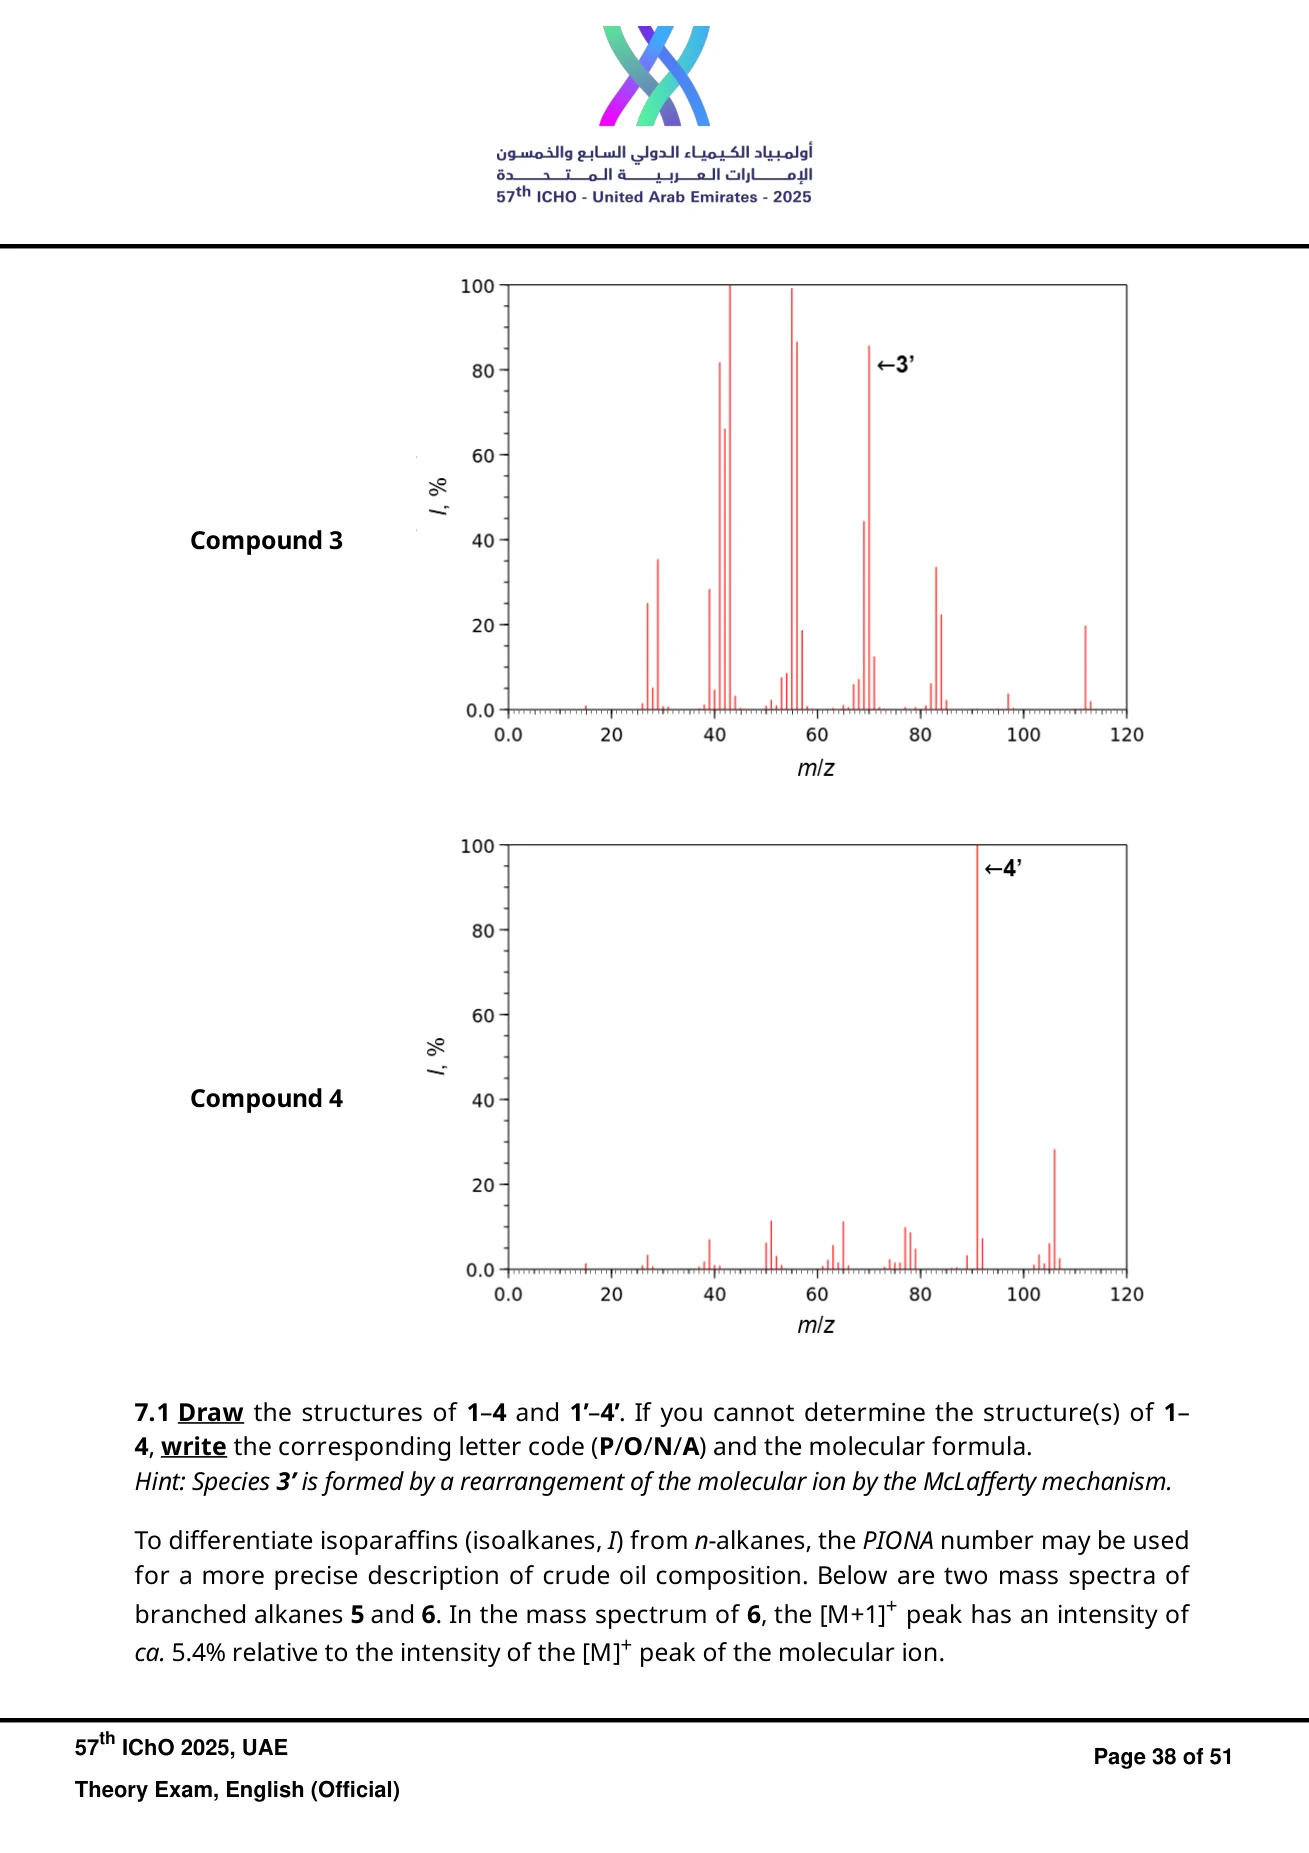 أولمبياد الكيمياء الدولي السابع والخمسون
الإمارات العربية المتحدة
57th ICHO - United Arab Emirates - 2025
100
80
60
40
20
0.0
I, %
←3’
0.0 20 40 60 80 100 120
m/z
Compound 3
100
80
60
40
20
0.0
I, %
←4’
0.0 20 40 60 80 100 120
m/z
Compound 4
7.1 Draw the structures of 1–4 and 1’–4’. If you cannot determine the structure(s) of 1–
4, write the corresponding letter code (P/O/N/A) and the molecular formula.
Hint: Species 3’ is formed by a rearrangement of the molecular ion by the McLafferty mechanism.
To differentiate isoparaffins (isoalkanes, I) from n-alkanes, the PIONA number may be used
for a more precise description of crude oil composition. Below are two mass spectra of
branched alkanes 5 and 6. In the mass spectrum of 6, the [M+1]+ peak has an intensity of
ca. 5.4% relative to the intensity of the [M]+ peak of the molecular ion.
57th IChO 2025, UAE
Page 38 of 51
Theory Exam, English (Official)